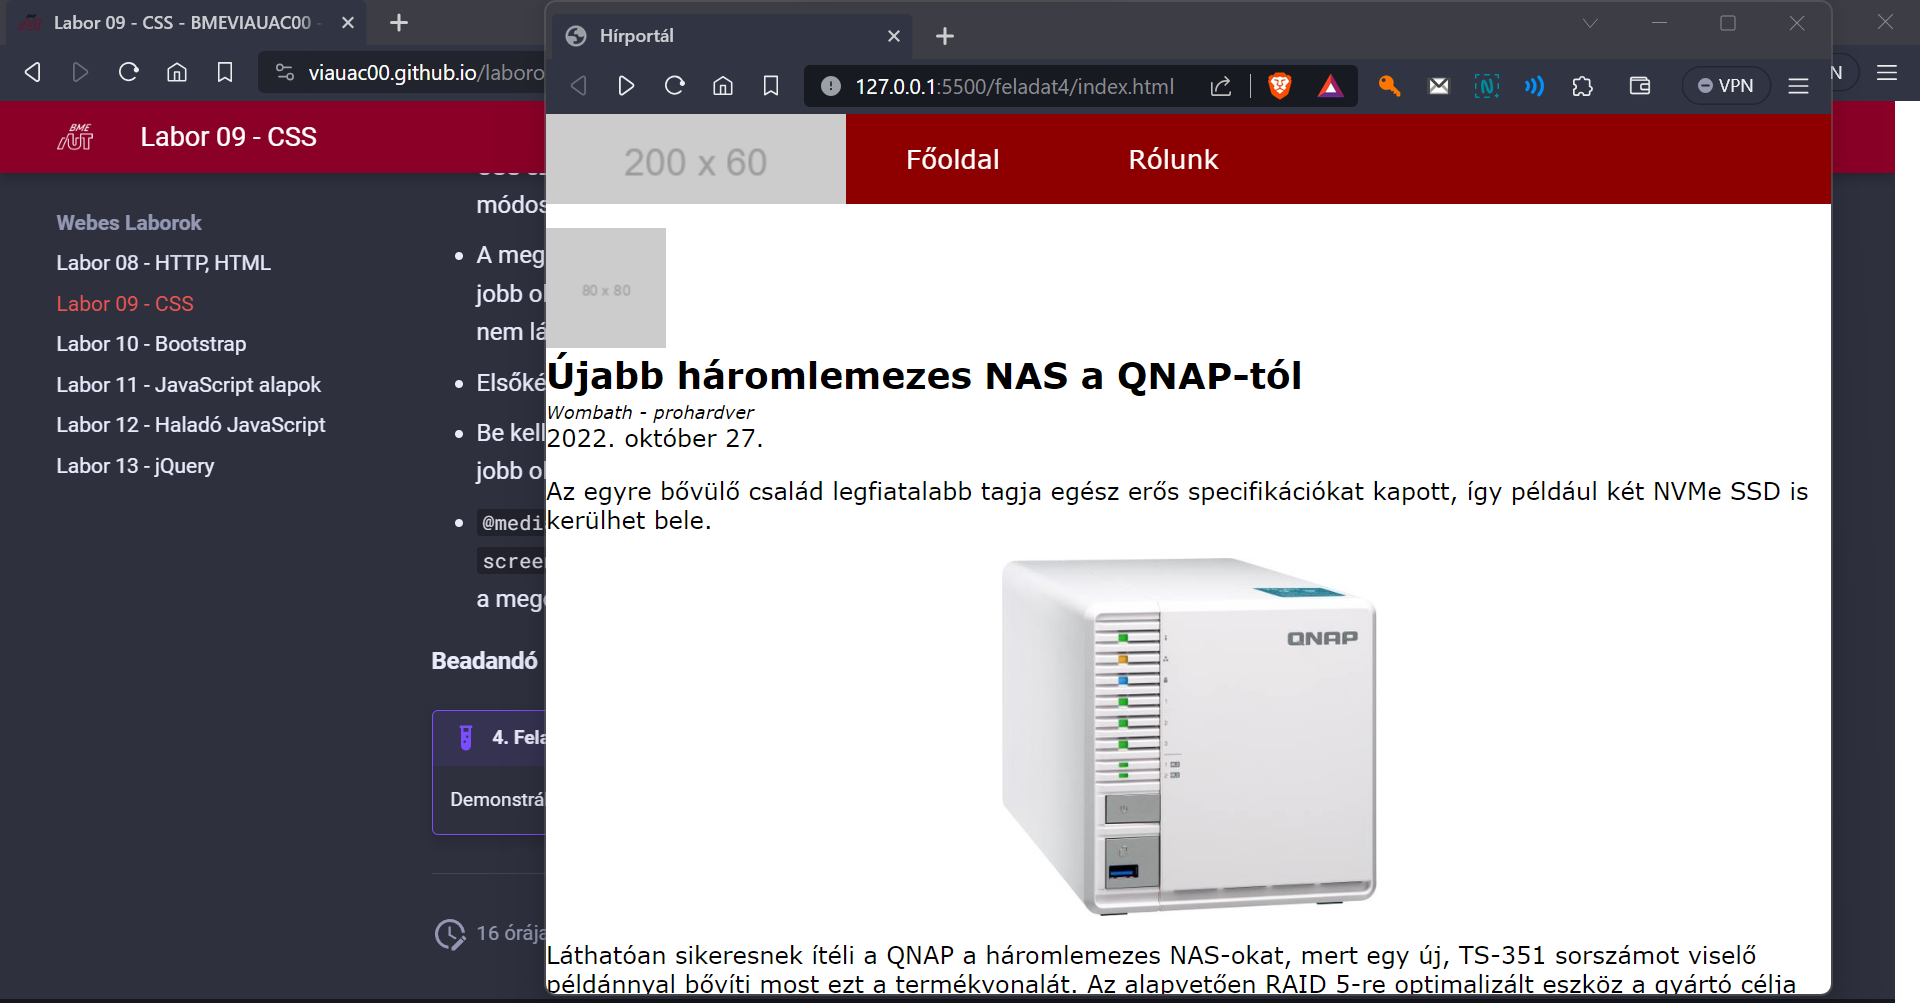 Labor 09 - CSS - BMEVIAUAC00 -
viauac00.github.io/laboro
BME
AUT
Labor 09 - CSS
Webes Laborok
Labor 08 - HTTP, HTML
Labor 09 - CSS
Labor 10 - Bootstrap
Labor 11 - JavaScript alapok
Labor 12 - Haladó JavaScript
Labor 13 - jQuery
módos
A meg
jobb ol
nem lá
Elsőké
Be kell
jobb ol
@medi
scree
a mege
Beadandó
4. Fela
Demonstrá
16 órája
Hírportál
127.0.0.1:5500/feladat4/index.html
VPN
N
200 x 60
Főoldal
Rólunk
80 x 80
Újabb háromlemezes NAS a QNAP-tól
Wombath - prohardver
2022. október 27.
Az egyre bővülő család legfiatalabb tagja egész erős specifikációkat kapott, így például két NVMe SSD is
kerülhet bele.
QNAP
Láthatóan sikeresnek ítéli a QNAP a háromlemezes NAS-okat, mert egy új, TS-351 sorszámot viselő
példánnyal bővíti most ezt a termékvonalát. Az alapvetően RAID 5-re optimalizált eszköz a gyártó célja